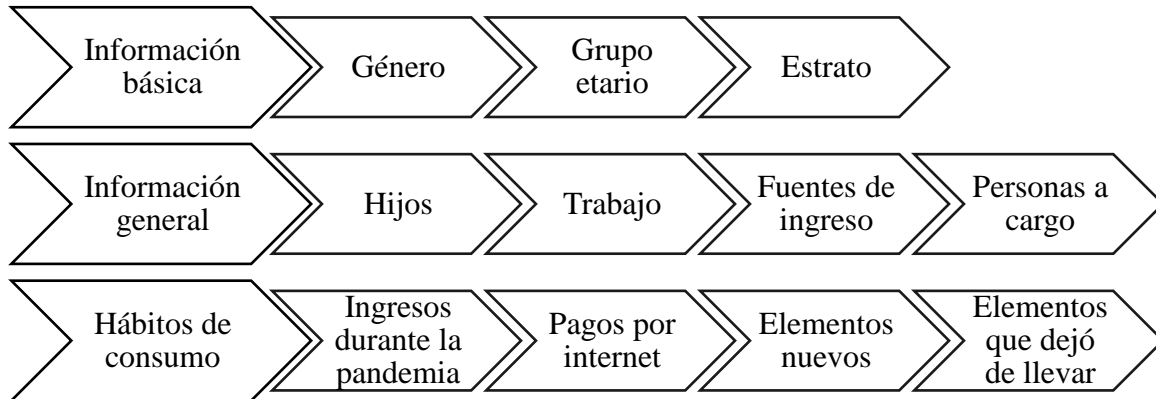 Información
básica
Género
Grupo
etario
Estrato
Información
general
Hijos
Trabajo
Fuentes de
ingreso
Personas a
cargo
Hábitos de
consumo
Ingresos
durante la
pandemia
Pagos por
internet
Elementos
nuevos
Elementos
que dejó
de llevar